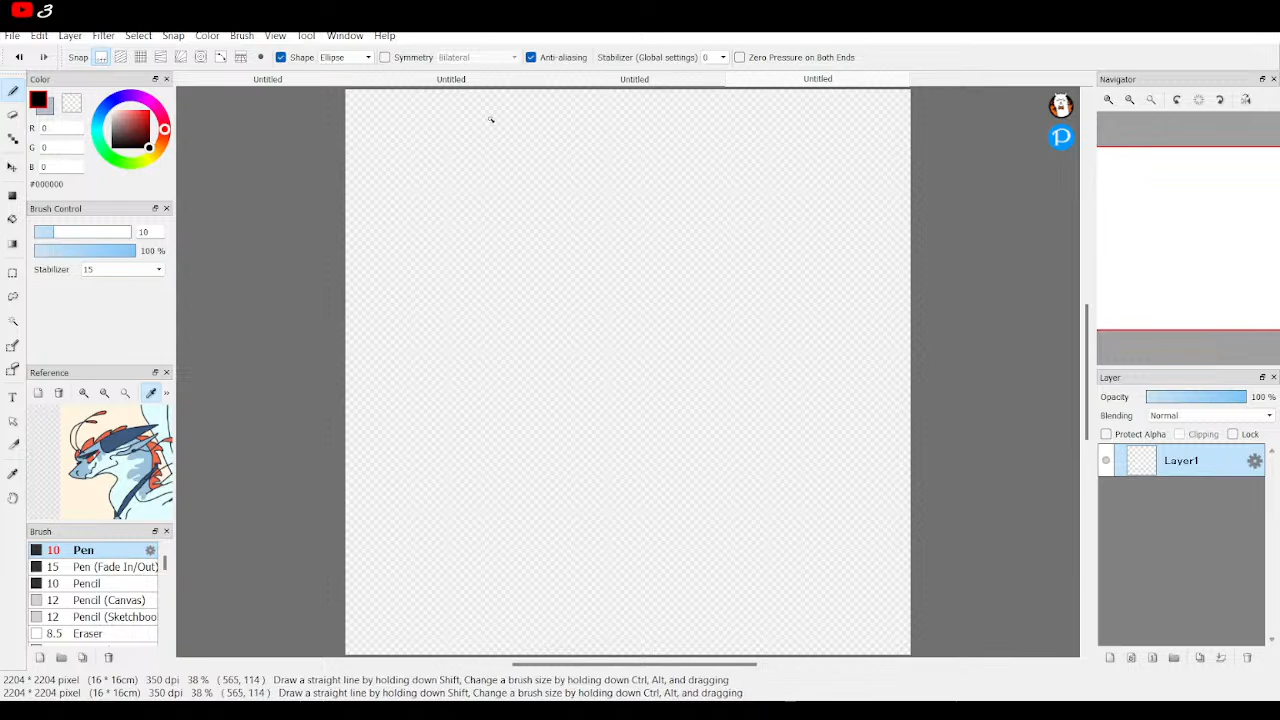 3
File Edit Layer Filter Select Snap Color Brush View Tool Window Help
Snap Shape Ellipse Symmetry Bilateral Anti-aliasing Stabilizer (Global settings) 0 Zero Pressure on Both Ends
Color
Untitled Untitled Untitled Untitled
Navigator
R 0
G 0
B 0
#000000
Brush Control
10
100 %
Stabilizer 15
Reference
»
Layer
Opacity 100 %
Blending Normal
Protect Alpha Clipping Lock
Layer1
Brush
10 Pen
15 Pen (Fade In/Out)
10 Pencil
12 Pencil (Canvas)
12 Pencil (Sketchboo
8.5 Eraser
2204 * 2204 pixel (16 * 16cm) 350 dpi 38 % ( 565, 114 ) Draw a straight line by holding down Shift, Change a brush size by holding down Ctrl, Alt, and dragging
2204 * 2204 pixel (16 * 16cm) 350 dpi 38 % ( 565, 114 ) Draw a straight line by holding down Shift, Change a brush size by holding down Ctrl, Alt, and dragging